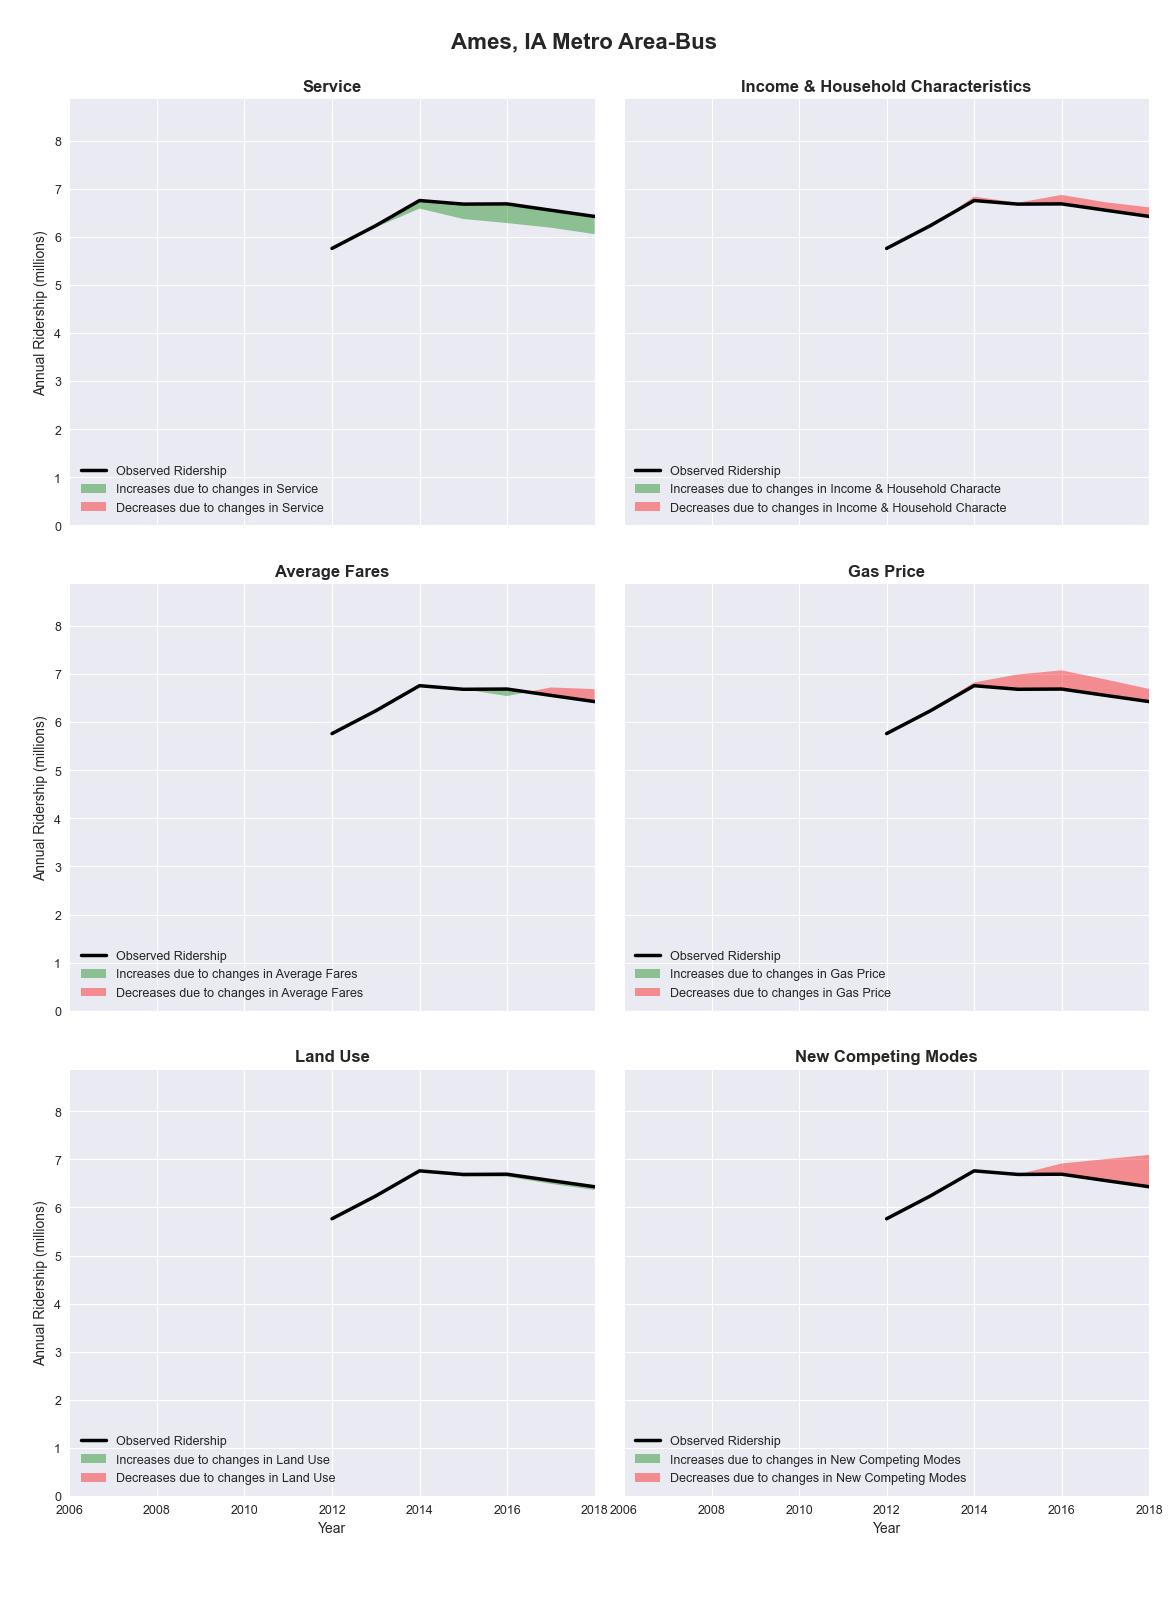 Ames, IA Metro Area-Bus
Service
Annual Ridership (millions)
8
7
6
5
4
3
2
1
0
Observed Ridership
Increases due to changes in Service
Decreases due to changes in Service
Income & Household Characteristics
Observed Ridership
Increases due to changes in Income & Household Characte
Decreases due to changes in Income & Household Characte
Average Fares
Annual Ridership (millions)
8
7
6
5
4
3
2
1
0
Observed Ridership
Increases due to changes in Average Fares
Decreases due to changes in Average Fares
Gas Price
Observed Ridership
Increases due to changes in Gas Price
Decreases due to changes in Gas Price
Land Use
Annual Ridership (millions)
8
7
6
5
4
3
2
1
0
Observed Ridership
Increases due to changes in Land Use
Decreases due to changes in Land Use
2006 2008 2010 2012 2014 2016 2018
Year
New Competing Modes
Observed Ridership
Increases due to changes in New Competing Modes
Decreases due to changes in New Competing Modes
2006 2008 2010 2012 2014 2016 2018
Year